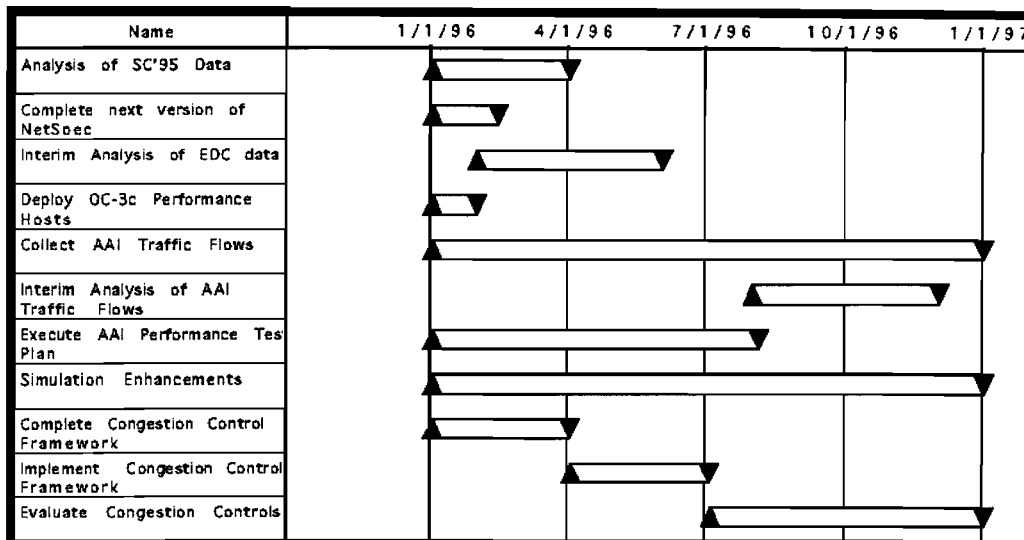 Name 1/1/96 4/1/96 7/1/96 10/1/96 1/1/97
Analysis of SC'95 Data
Complete next version of
NetSpec
Interim Analysis of EDC data
Deploy OC-3c Performance
Hosts
Collect AAI Traffic Flows
Interim Analysis of AAI
Traffic Flows
Execute AAI Performance Tes
Plan
Simulation Enhancements
Complete Congestion Control
Framework
Implement Congestion Control
Framework
Evaluate Congestion Controls